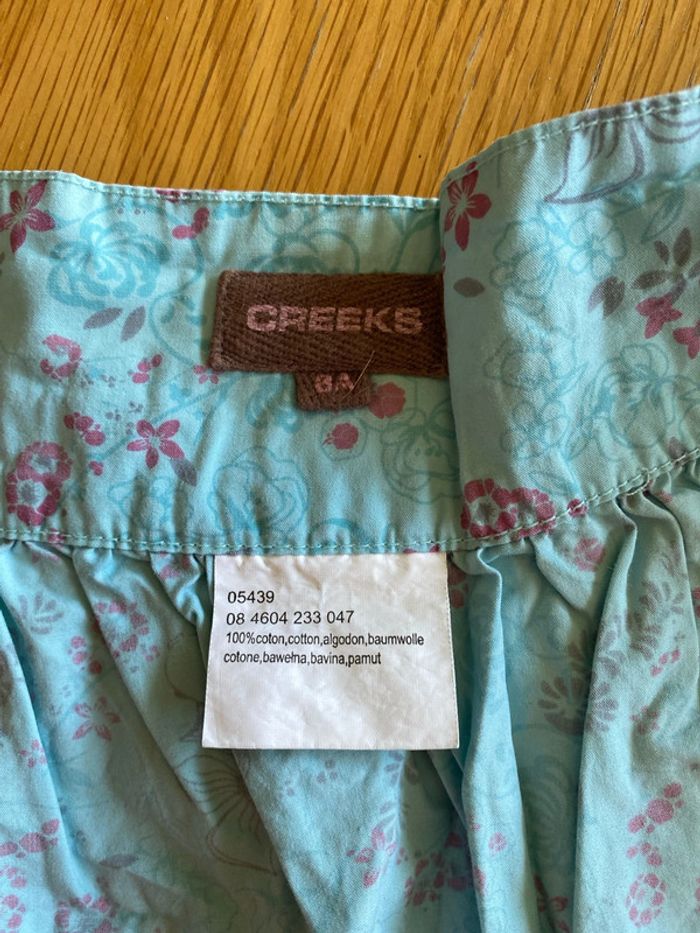 CREEKS
8A
05439
08 4604 233 047
100%coton,cotton,algodon,baumwolle
cotone,bawełna,bavina,pamut